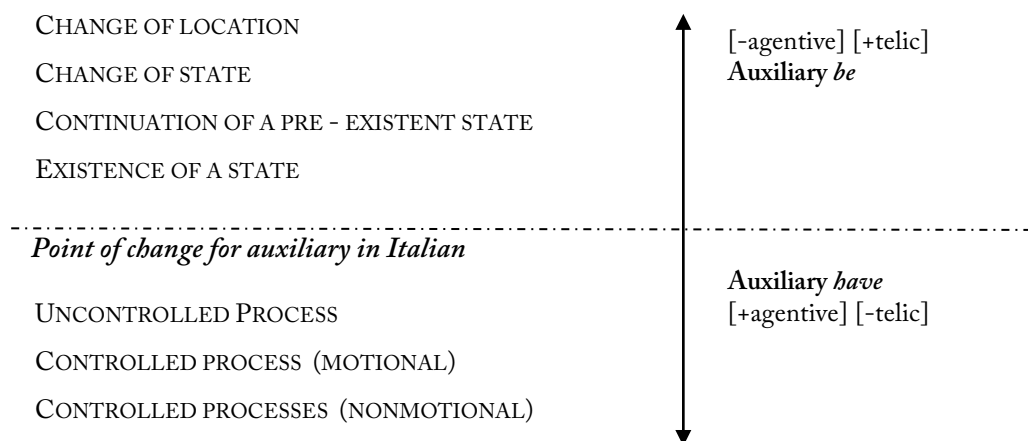 CHANGE OF LOCATION
CHANGE OF STATE
CONTINUATION OF A PRE - EXISTENT STATE
EXISTENCE OF A STATE
[-agentive] [+telic]
Auxiliary be
Point of change for auxiliary in Italian
UNCONTROLLED PROCESS
CONTROLLED PROCESS (MOTIONAL)
CONTROLLED PROCESSES (NONMOTIONAL)
Auxiliary have
[+agentive] [-telic]